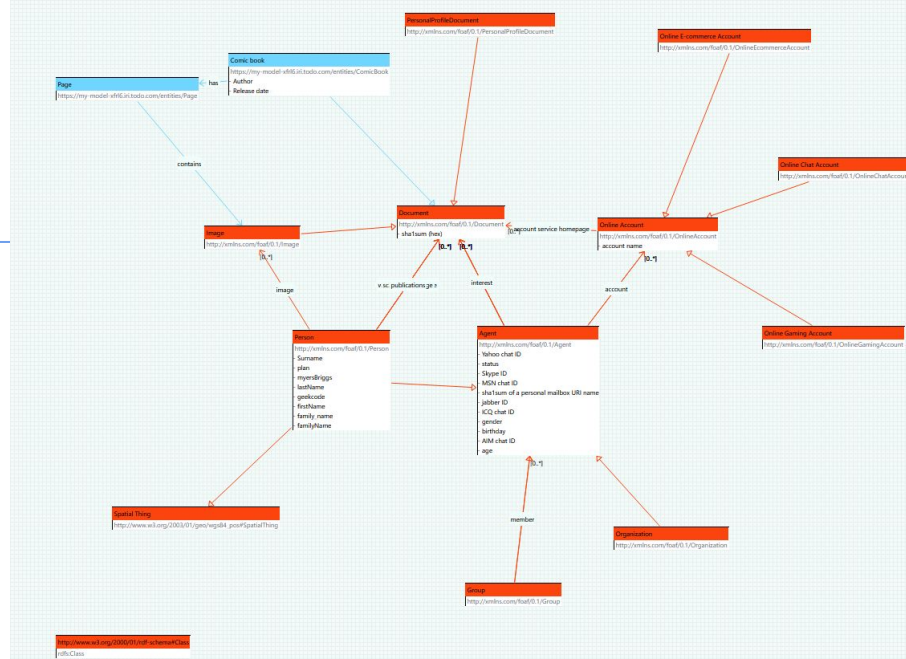 PersonalProfileDocument
http://xmlns.com/foaf/0.1/PersonalProfileDocument
Online E-commerce Account
http://xmlns.com/foaf/0.1/OnlineEcommerceAccount
Comic book
https://my-model-xfrl6.iri.todo.com/entities/ComicBook
- Author
- Release date
has
Page
https://my-model-xfrl6.iri.todo.com/entities/Page
contains
Online Chat Account
http://xmlns.com/foaf/0.1/OnlineChatAccou
Document
http://xmlns.com/foaf/0.1/Document
- sha1sum (hex)
[0..*]
[0..*]
[0..*]
account service homepage
Online Account
http://xmlns.com/foaf/0.1/OnlineAccount
- account name
[0..*]
Image
http://xmlns.com/foaf/0.1/Image
[0..*]
image
publications
interest
account
Person
http://xmlns.com/foaf/0.1/Person
- Surname
- plan
- myersBriggs
- lastName
- geekcode
- firstName
- family_name
- familyName
Agent
http://xmlns.com/foaf/0.1/Agent
- Yahoo chat ID
- status
- Skype ID
- MSN chat ID
- sha1sum of a personal mailbox URI name
- jabber ID
- ICQ chat ID
- gender
- birthday
- AIM chat ID
- age
[0..*]
Online Gaming Account
http://xmlns.com/foaf/0.1/OnlineGamingAccount
Spatial Thing
http://www.w3.org/2003/01/geo/wgs84_pos#SpatialThing
member
Organization
http://xmlns.com/foaf/0.1/Organization
Group
http://xmlns.com/foaf/0.1/Group
http://www.w3.org/2000/01/rdf-schema#Class
rdfs:Class